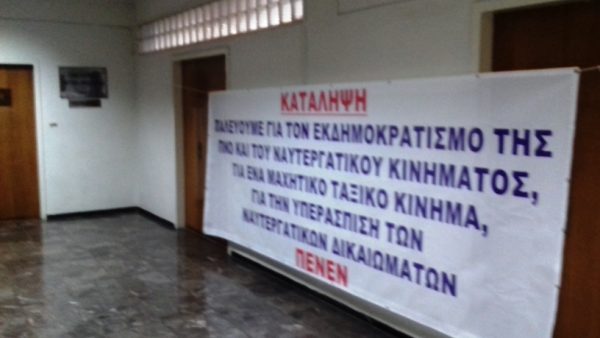 ΚΑΤΑΛΗΨΗ
ΠΑΛΕΥΟΥΜΕ ΓΙΑ ΤΟΝ ΕΚΔΗΜΟΚΡΑΤΙΣΜΟ ΤΗΣ
ΠΝΟ ΚΑΙ ΤΟΥ ΝΑΥΤΕΡΓΑΤΙΚΟΥ ΚΙΝΗΜΑΤΟΣ,
ΓΙΑ ΕΝΑ ΜΑΧΗΤΙΚΟ ΤΑΞΙΚΟ ΚΙΝΗΜΑ,
ΓΙΑ ΤΗΝ ΥΠΕΡΑΣΠΙΣΗ ΤΩΝ
ΝΑΥΤΕΡΓΑΤΙΚΩΝ ΔΙΚΑΙΩΜΑΤΩΝ
ΠΕΝΕΝ